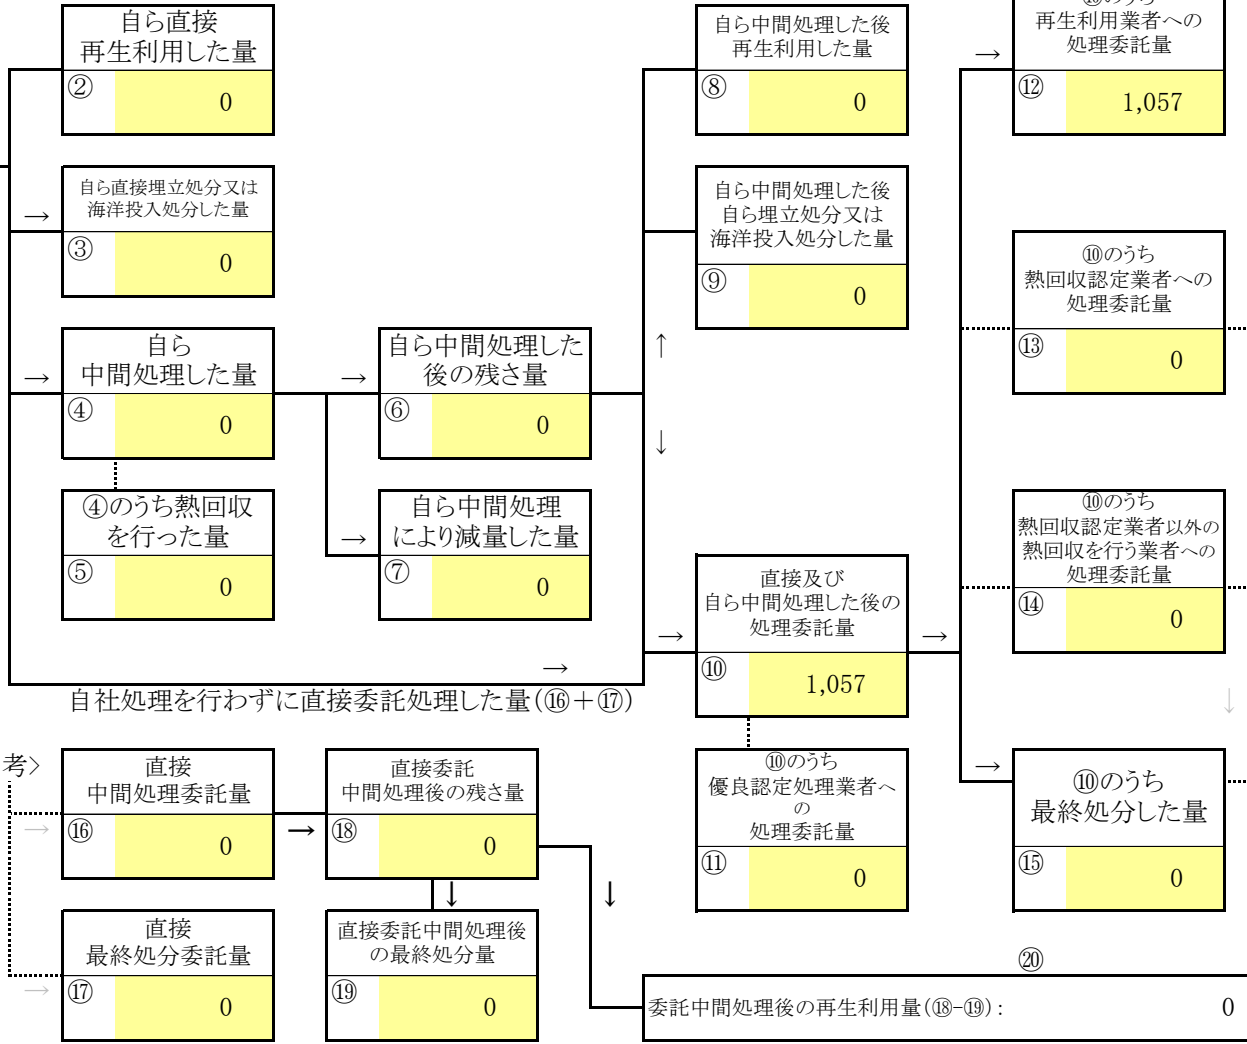 自ら直接
再生利用した量
②
0
自ら中間処理した後
再生利用した量
⑧
0
再生利用業者への
処理委託量
→
⑫
1,057
自ら直接埋立処分又は
海洋投入処分した量
→
③
0
自ら中間処理した後
自ら埋立処分又は
海洋投入処分した量
⑨
0
⑩のうち
熱回収認定業者への
処理委託量
⑬
0
自ら
中間処理した量
→
④
0
→
自ら中間処理した
後の残さ量
⑥
0
↑
↓
④のうち熱回収
を行った量
⑤
0
→
自ら中間処理
により減量した量
⑦
0
⑩のうち
熱回収認定業者以外の
熱回収を行う業者への
処理委託量
⑭
0
→
直接及び
自ら中間処理した後の
処理委託量
⑩
1,057
→
→
自社処理を行わずに直接委託処理した量(⑯+⑰)
↓
考>
直接
中間処理委託量
→
⑯
0
→
直接委託
中間処理後の残さ量
⑱
0
⑩のうち
優良認定処理業者へ
の
処理委託量
⑪
0
→
⑩のうち
最終処分した量
⑮
0
↓
↓
直接
最終処分委託量
→
⑰
0
直接委託中間処理後
の最終処分量
⑲
0
⑳
委託中間処理後の再生利用量(⑱-⑲): 0